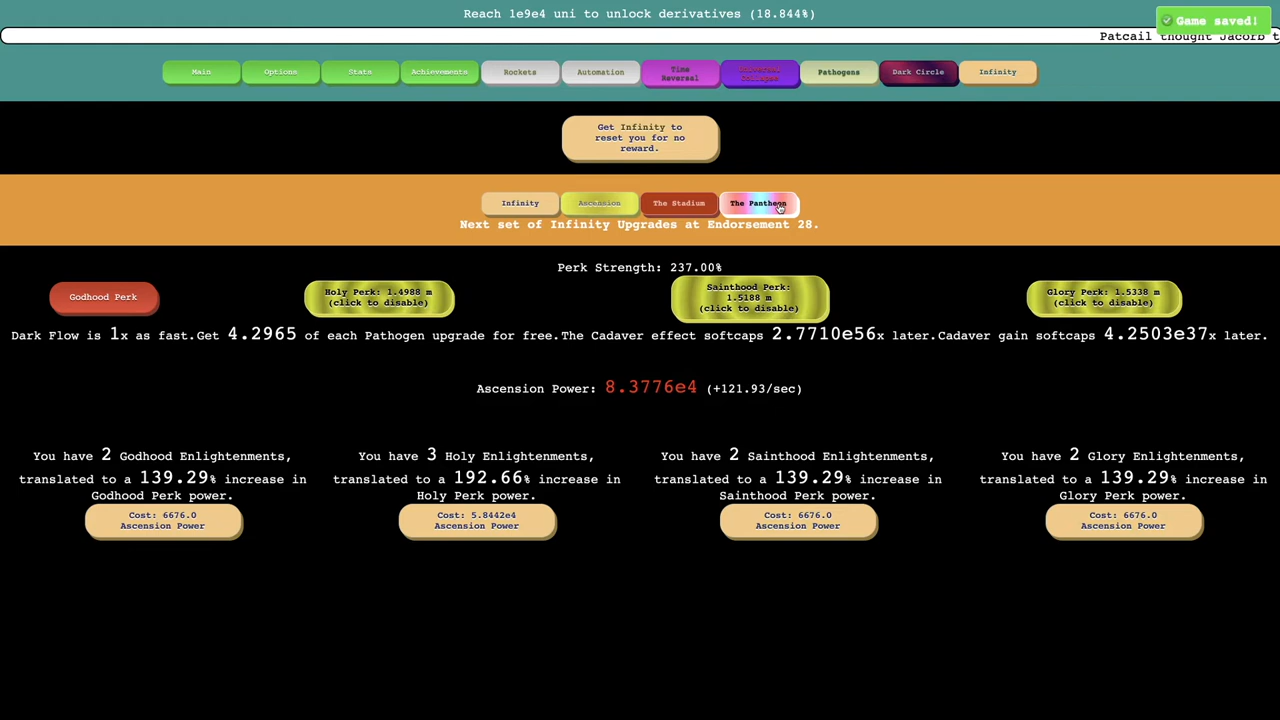 Reach 1e9e4 uni to unlock derivatives (18.844%)
Game saved!
Patcail thought Jacorb t
Main
Options
Stats
Achievements
Rockets
Automation
Time
Reversal
Universal
Collapse
Pathogens
Dark Circle
Infinity
Get Infinity to
reset you for no
reward.
Infinity
Ascension
The Stadium
The Pantheon
Next set of Infinity Upgrades at Endorsement 28.
Perk Strength: 237.00%
Godhood Perk
Holy Perk: 1.4988 m
(click to disable)
Sainthood Perk:
1.5188 m
(click to disable)
Glory Perk: 1.5338 m
(click to disable)
Dark Flow is 1x as fast.Get 4.2965 of each Pathogen upgrade for free.The Cadaver effect softcaps 2.7710e56x later.Cadaver gain softcaps 4.2503e37x later.
Ascension Power: 8.3776e4 (+121.93/sec)
You have 2 Godhood Enlightenments,
translated to a 139.29% increase in
Godhood Perk power.
Cost: 6676.0
Ascension Power
You have 3 Holy Enlightenments,
translated to a 192.66% increase in
Holy Perk power.
Cost: 5.8442e4
Ascension Power
You have 2 Sainthood Enlightenments,
translated to a 139.29% increase in
Sainthood Perk power.
Cost: 6676.0
Ascension Power
You have 2 Glory Enlightenments,
translated to a 139.29% increase in
Glory Perk power.
Cost: 6676.0
Ascension Power